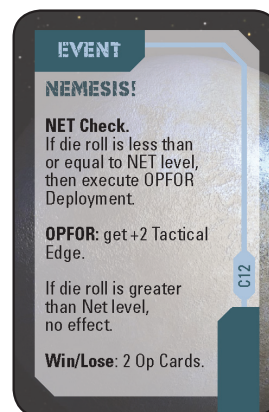 EVENT
NEMESIS!
NET Check.
If die roll is less than
or equal to NET level,
then execute OPFOR
Deployment.
OPFOR: get +2 Tactical
Edge.
If die roll is greater
than Net level,
no effect.
Win/Lose: 2 Op Cards.
C12